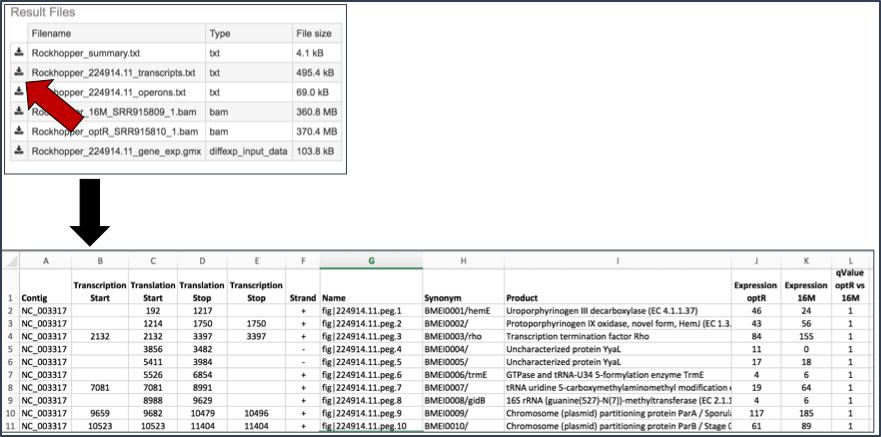 Result Files
Filename Type File size
Rockhopper_summary.txt txt 4.1 kB
Rockhopper_224914.11_transcripts.txt txt 495.4 kB
Rockhopper_224914.11_operons.txt txt 69.0 kB
_16M_SRR915809_1.bam bam 360.8 MB
Rockhopper_optR_SRR915810_1.bam bam 370.4 MB
Rockhopper_224914.11_gene_exp.gmx diffexp_input_data 103.8 kB
A B C D E F G H I J K L
1 Contig Transcription Start Translation Start Translation Stop Transcription Stop Strand Name Synonym Product Expression optR Expression 16M qValue optR vs 16M
2 NC_003317 192 1217 + fig|224914.11.peg.1 BMEI0001/hemE Uroporphyrinogen III decarboxylase (EC 4.1.1.37) 46 24 1
3 NC_003317 1214 1750 1750 + fig|224914.11.peg.2 BMEI0002/ Protoporphyrinogen IX oxidase, novel form, HemJ (EC 1.3. 43 56 1
4 NC_003317 2132 2132 3397 3397 + fig|224914.11.peg.3 BMEI0003/rho Transcription termination factor Rho 84 155 1
5 NC_003317 3856 3482 - fig|224914.11.peg.4 BMEI0004/ Uncharacterized protein YyaL 11 0 1
6 NC_003317 5411 3984 - fig|224914.11.peg.5 BMEI0005/ Uncharacterized protein YyaL 17 18 1
7 NC_003317 5526 6854 + fig|224914.11.peg.6 BMEI0006/trmE GTPase and tRNA-U34 5-formylation enzyme TrmE 4 6 1
8 NC_003317 7081 7081 8991 + fig|224914.11.peg.7 BMEI0007/ tRNA uridine 5-carboxymethylaminomethyl modification 19 64 1
9 NC_003317 8988 9629 + fig|224914.11.peg.8 BMEI0008/gidB 16S rRNA (guanine(527)-N(7))-methyltransferase (EC 2.1.1 4 6 1
10 NC_003317 9659 9682 10479 10496 + fig|224914.11.peg.9 BMEI0009/ Chromosome (plasmid) partitioning protein ParA / Sporul 117 185 1
11 NC_003317 10523 10523 11404 11404 + fig|224914.11.peg.10 BMEI0010/ Chromosome (plasmid) partitioning protein ParB / Stage 61 89 1